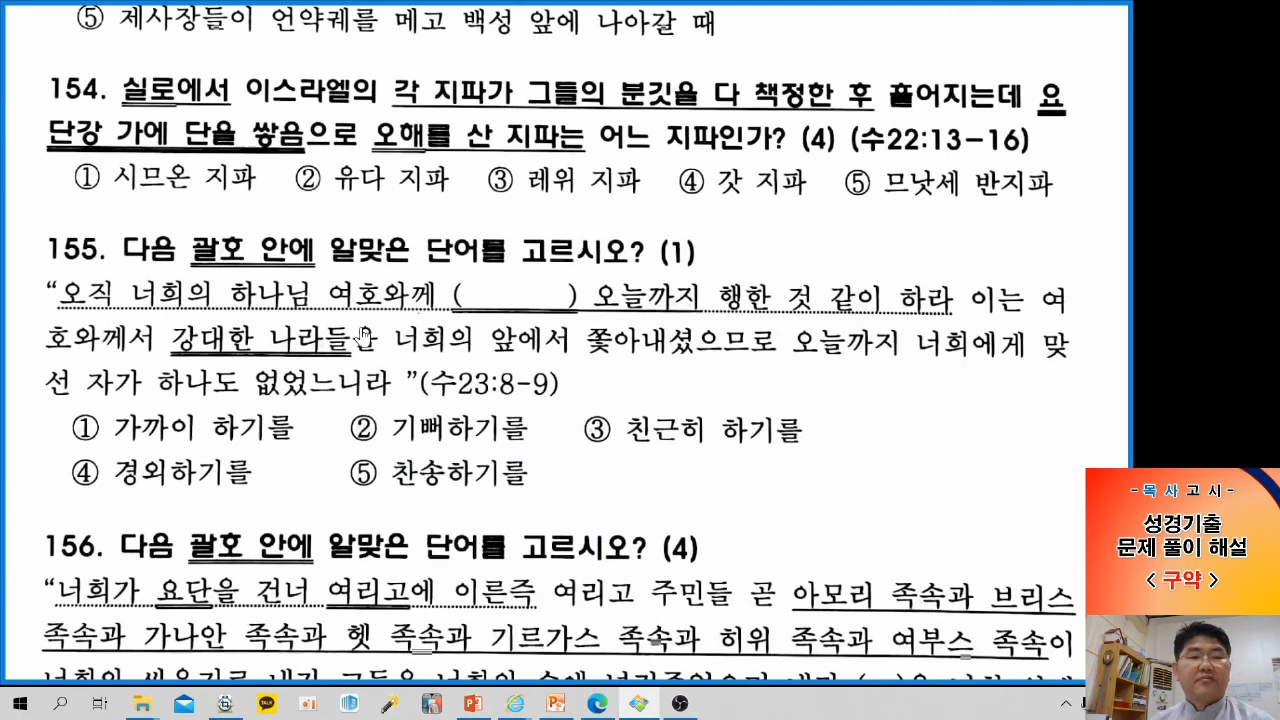 ⑤ 제사장들이 언약궤를 메고 백성 앞에 나아갈 때
154. 실로에서 이스라엘의 각 지파가 그들의 분깃을 다 책정한 후 흩어지는데 요
단강 가에 단을 쌓음으로 오해를 산 지파는 어느 지파인가? (4) (수22:13-16)
① 시므온 지파 ② 유다 지파 ③ 레위 지파 ④ 갓 지파 ⑤ 므낫세 반지파
155. 다음 괄호 안에 알맞은 단어를 고르시오? (1)
“오직 너희의 하나님 여호와께 ( ) 오늘까지 행한 것 같이 하라 이는 여
호와께서 강대한 나라들을 너희의 앞에서 쫓아내셨으므로 오늘까지 너희에게 맞
선 자가 하나도 없었느니라 ”(수23:8-9)
① 가까이 하기를 ② 기뻐하기를 ③ 친근히 하기를
④ 경외하기를 ⑤ 찬송하기를
156. 다음 괄호 안에 알맞은 단어를 고르시오? (4)
“너희가 요단을 건너 여리고에 이른즉 여리고 주민들 곧 아모리 족속과 브리스
족속과 가나안 족속과 헷 족속과 기르가스 족속과 히위 족속과 여부스 족속이
- 목 사 고 시 -
성경기출
문제 풀이 해설
< 구약 >
TALK